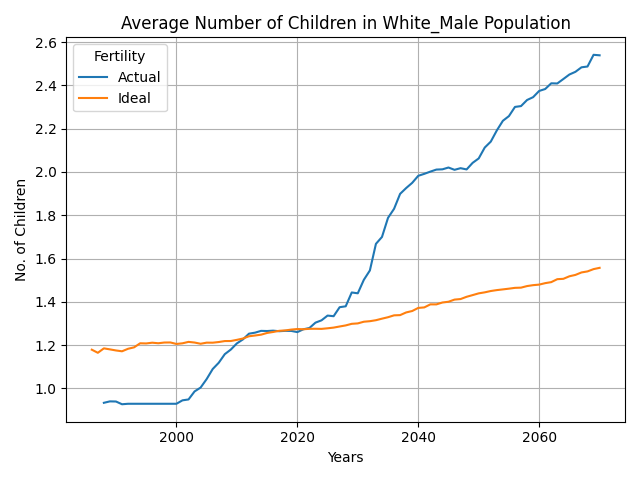 Average Number of Children in White_Male Population
Fertility
Actual
Ideal
No. of Children
2.6
2.4
2.2
2.0
1.8
1.6
1.4
1.2
1.0
2000
2020
2040
2060
Years